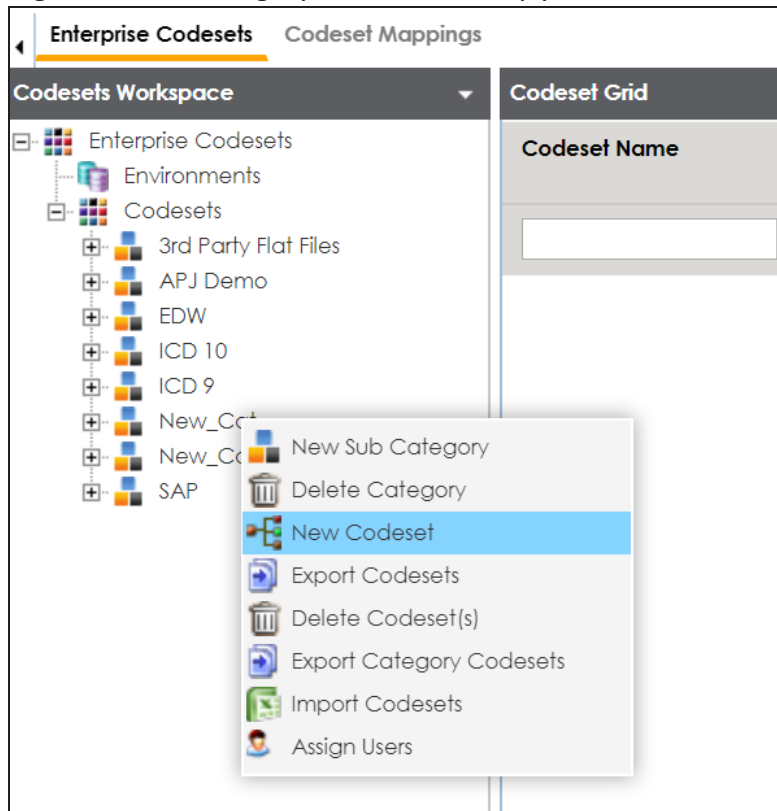 Enterprise Codesets Codeset Mappings
Codesets Workspace Codeset Grid
Enterprise Codesets
Codeset Name
Environments
Codesets
3rd Party Flat Files
APJ Demo
EDW
ICD 10
ICD 9
New_Cat
SAP
New Sub Category
Delete Category
New Codeset
Export Codesets
Delete Codeset(s)
Export Category Codesets
Import Codesets
Assign Users